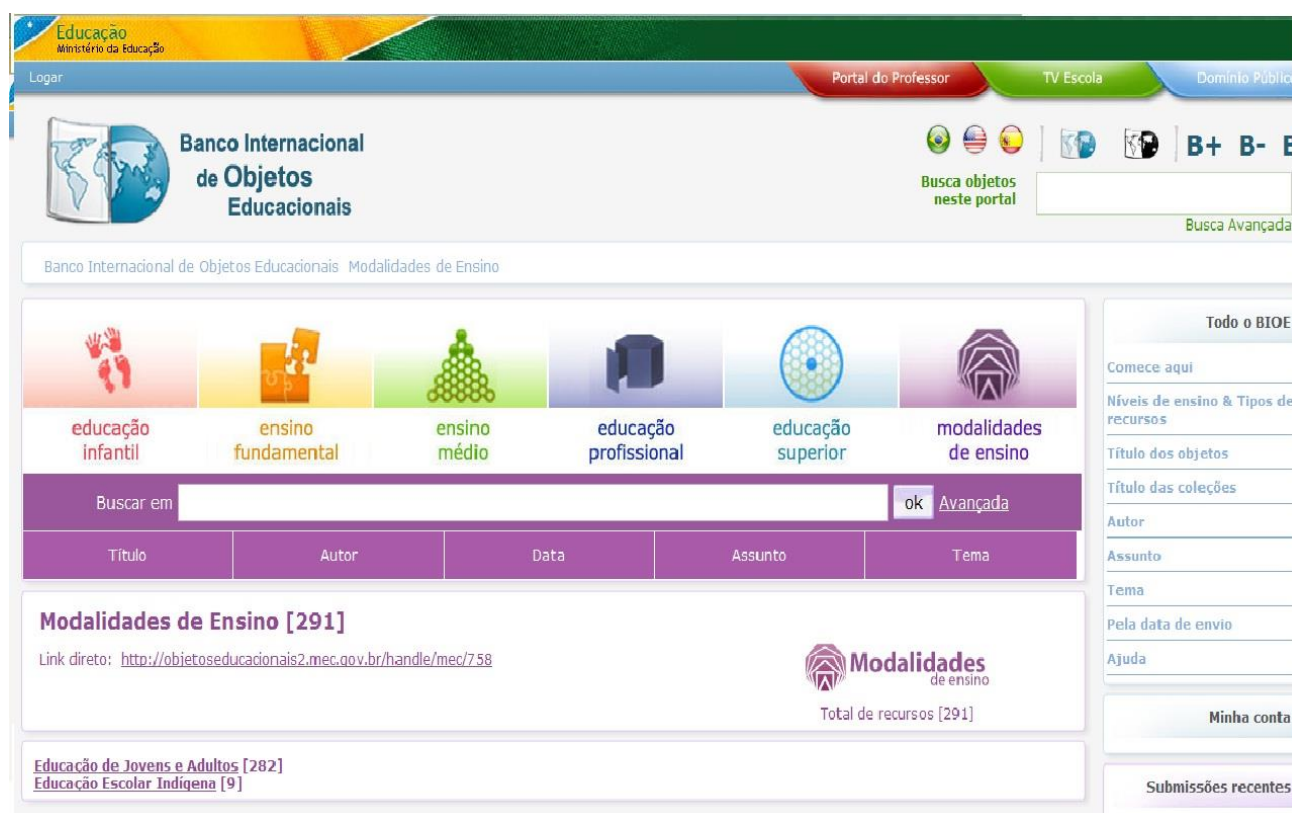 Educação
Ministério da Educação
Logar
Portal do Professor
TV Escola
Domínio Público
Banco Internacional
de Objetos
Educacionais
B+ B-
Busca objetos
neste portal
Busca Avançada
Banco Internacional de Objetos Educacionais Modalidades de Ensino
educação
infantil
ensino
fundamental
ensino
médio
educação
profissional
educação
superior
modalidades
de ensino
Buscar em
ok Avançada
Título
Autor
Data
Assunto
Tema
Modalidades de Ensino [291]
Link direto: http://objetoseducacionais2.mec.gov.br/handle/mec/758
Modalidades
de ensino
Total de recursos [291]
Educação de Jovens e Adultos [282]
Educação Escolar Indígena [9]
Todo o BIOE
Comece aqui
Níveis de ensino & Tipos de
recursos
Título dos objetos
Título das coleções
Autor
Assunto
Tema
Pela data de envio
Ajuda
Minha conta
Submissões recentes